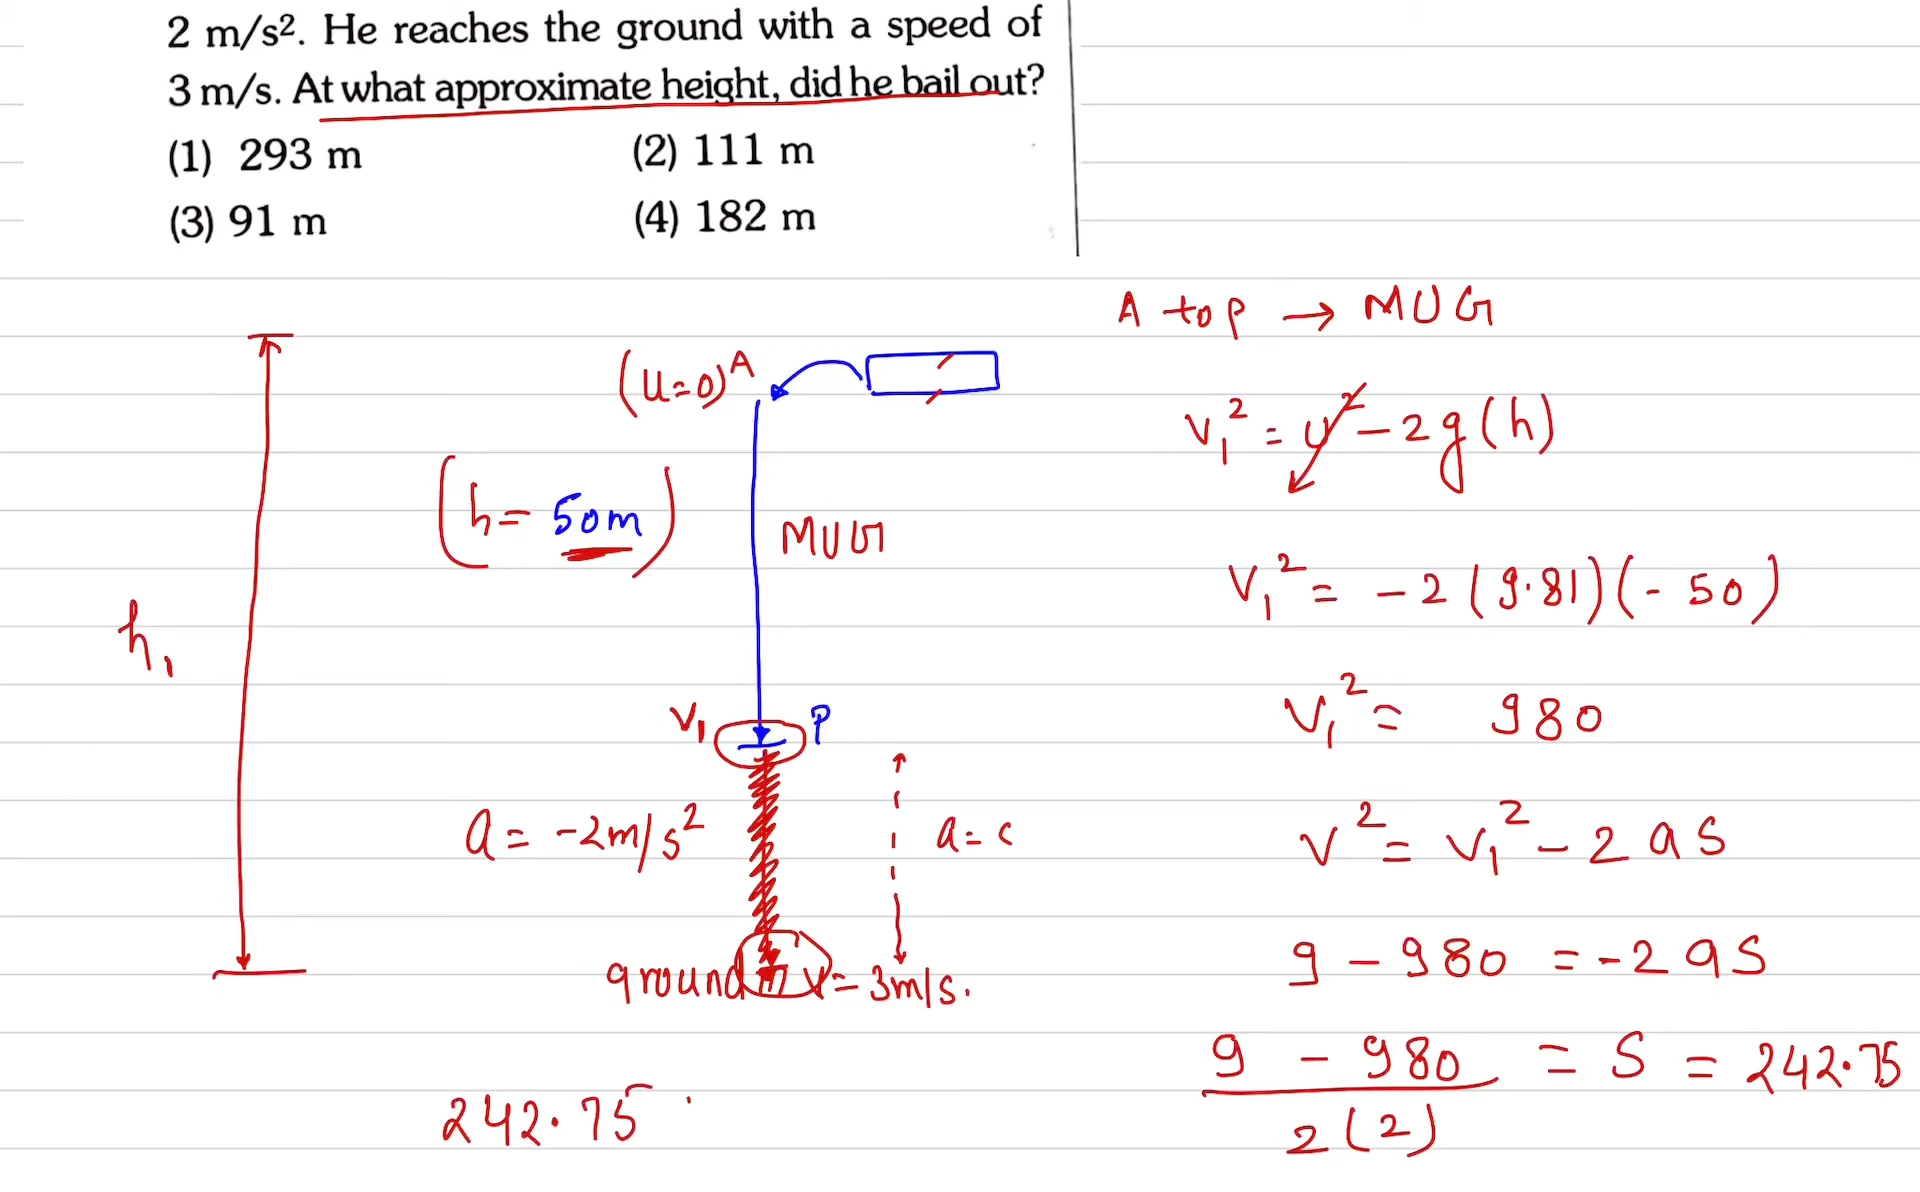 2 m/s². He reaches the ground with a speed of
3 m/s. At what approximate height, did he bail out?
(1) 293 m (2) 111 m
(3) 91 m (4) 182 m
A top → MUG
(u=0) A
v₁² = u² - 2g(h)
(h = 50m)
MUG
v₁² = -2(9.81)(-50)
h₁
v₁ P
v₁² = 980
a = -2m/s² a = c
v² = v₁² - 2as
ground v = 3m/s.
9 - 980 = -2as
9 - 980 = S = 242.75
2(2)
242.75